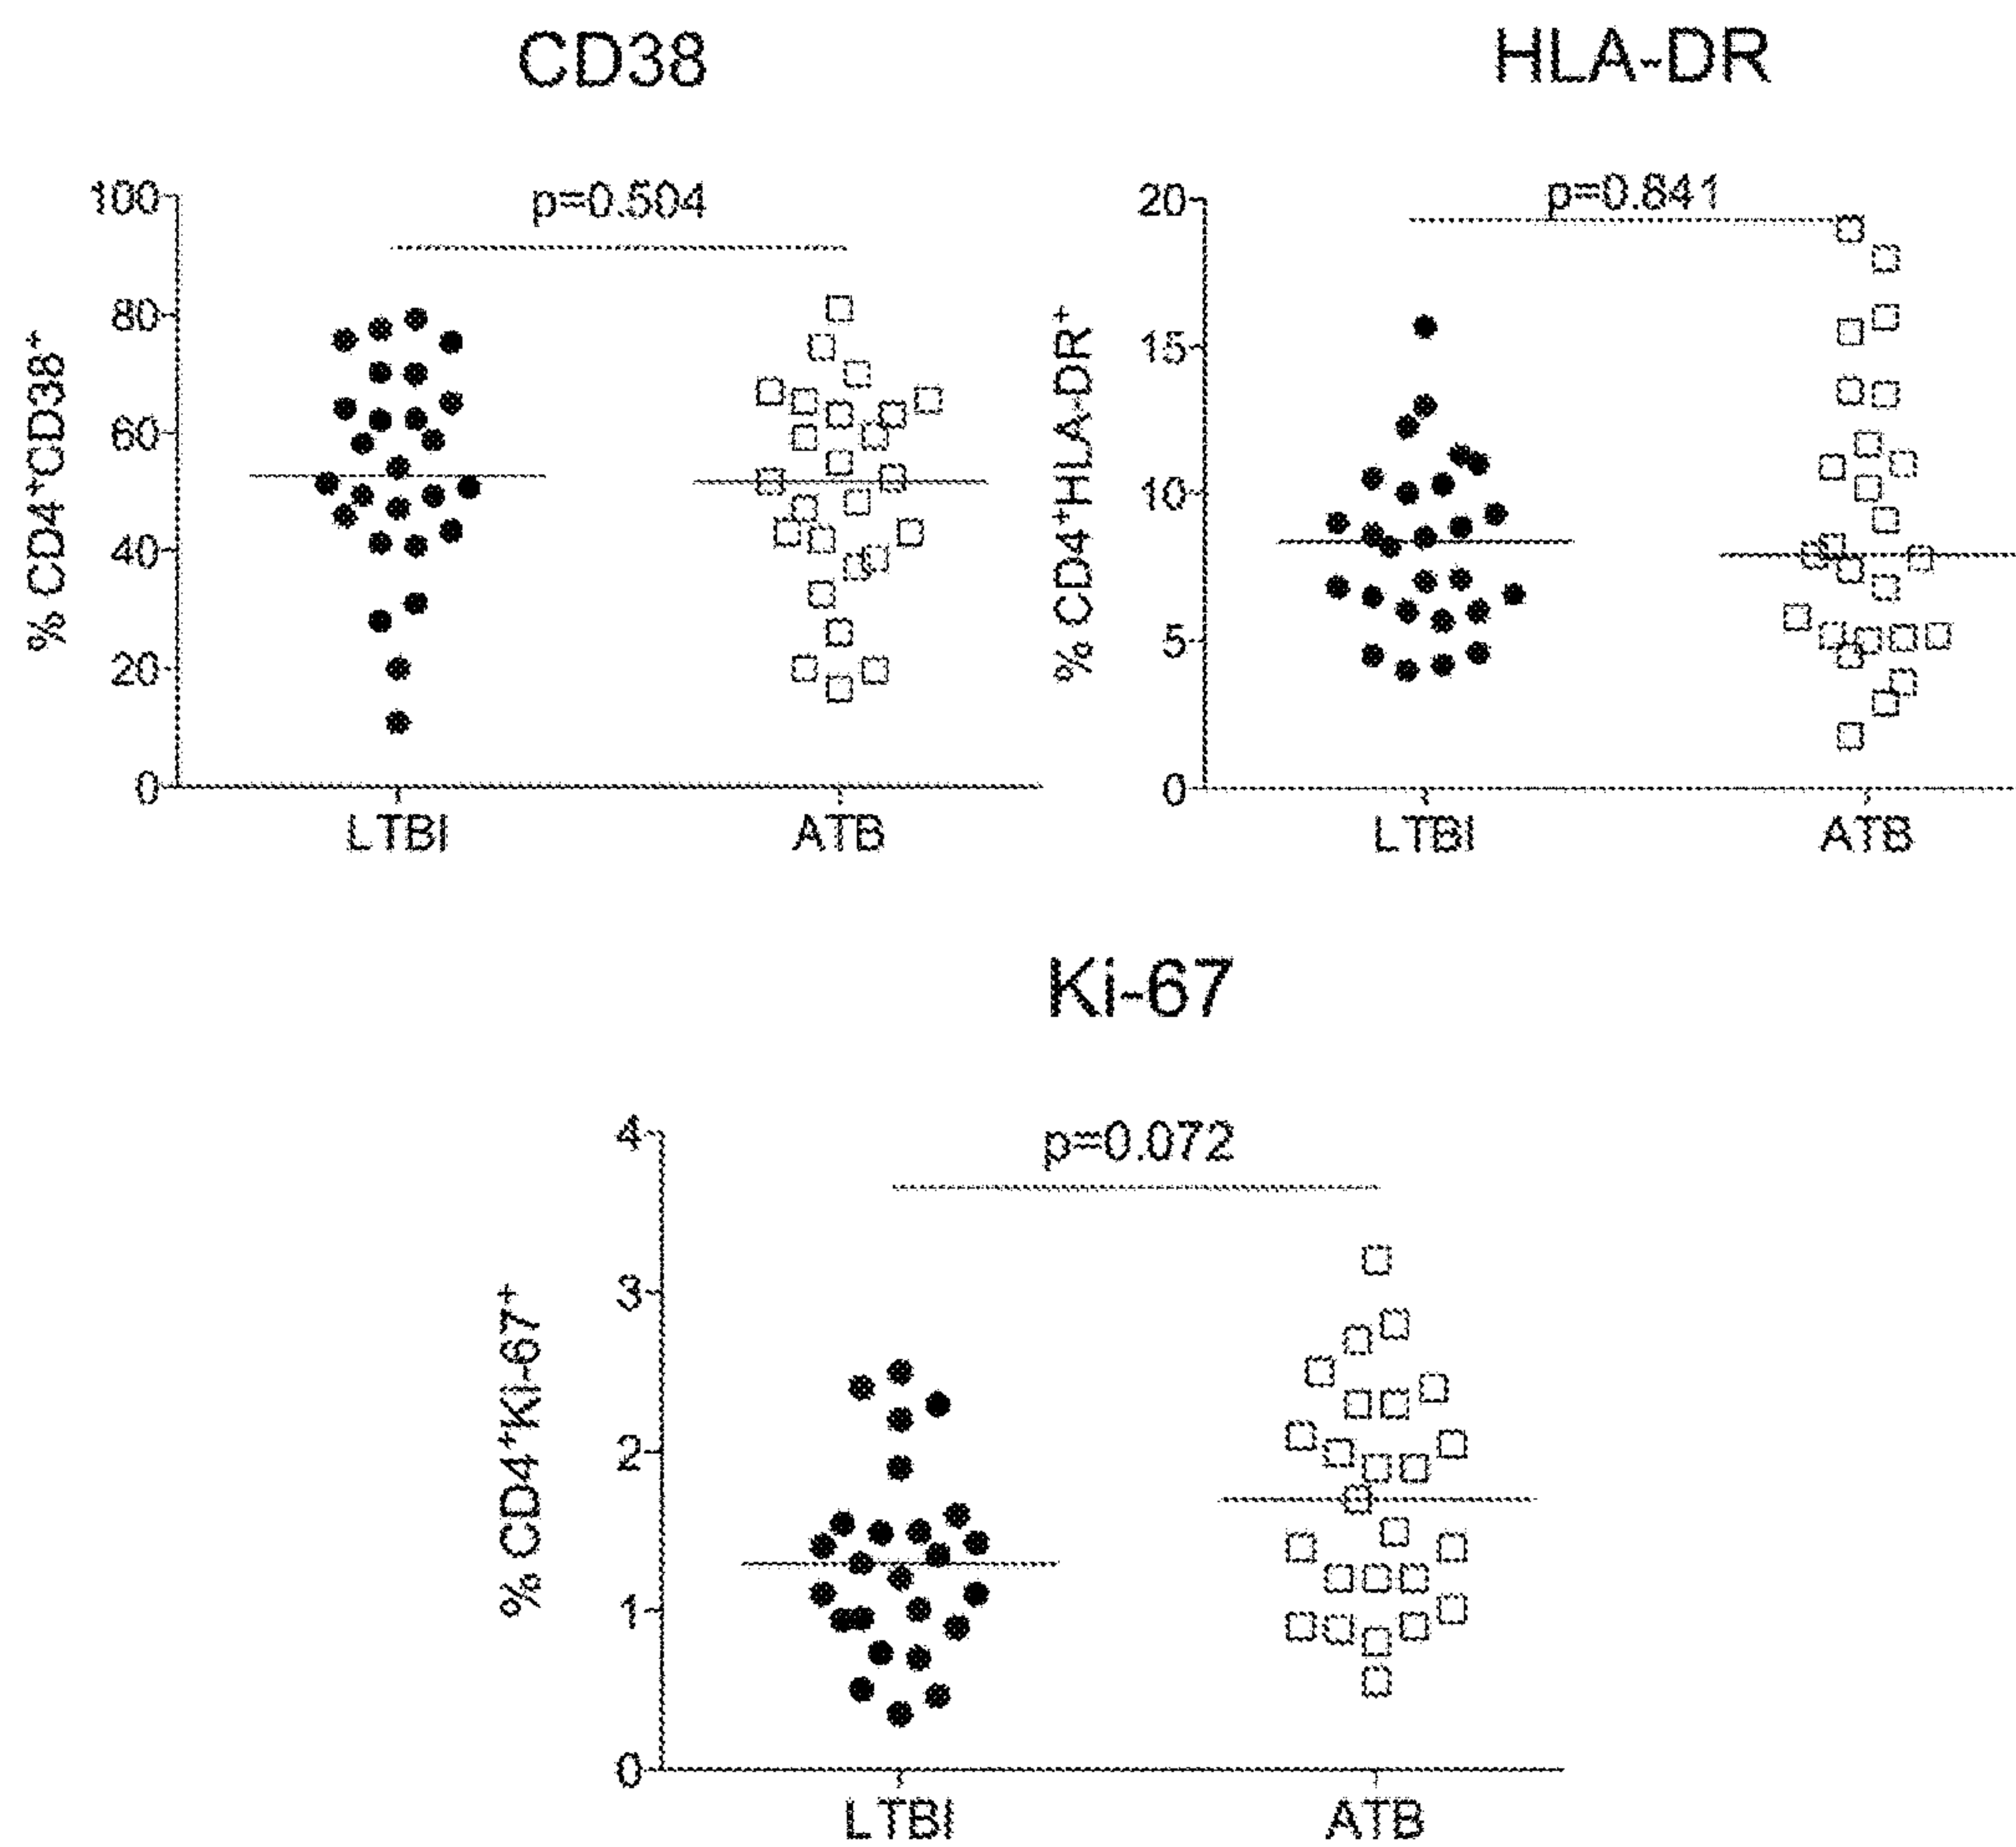 CD38
p=0.504
% CD4⁺CD38⁺
100
80
60
40
20
0
LTBI
ATB
HLA-DR
p=0.841
% CD4⁺HLA-DR⁺
20
15
10
5
0
LTBI
ATB
Ki-67
p=0.072
% CD4⁺Ki-67⁺
4
3
2
1
0
LTBI
ATB